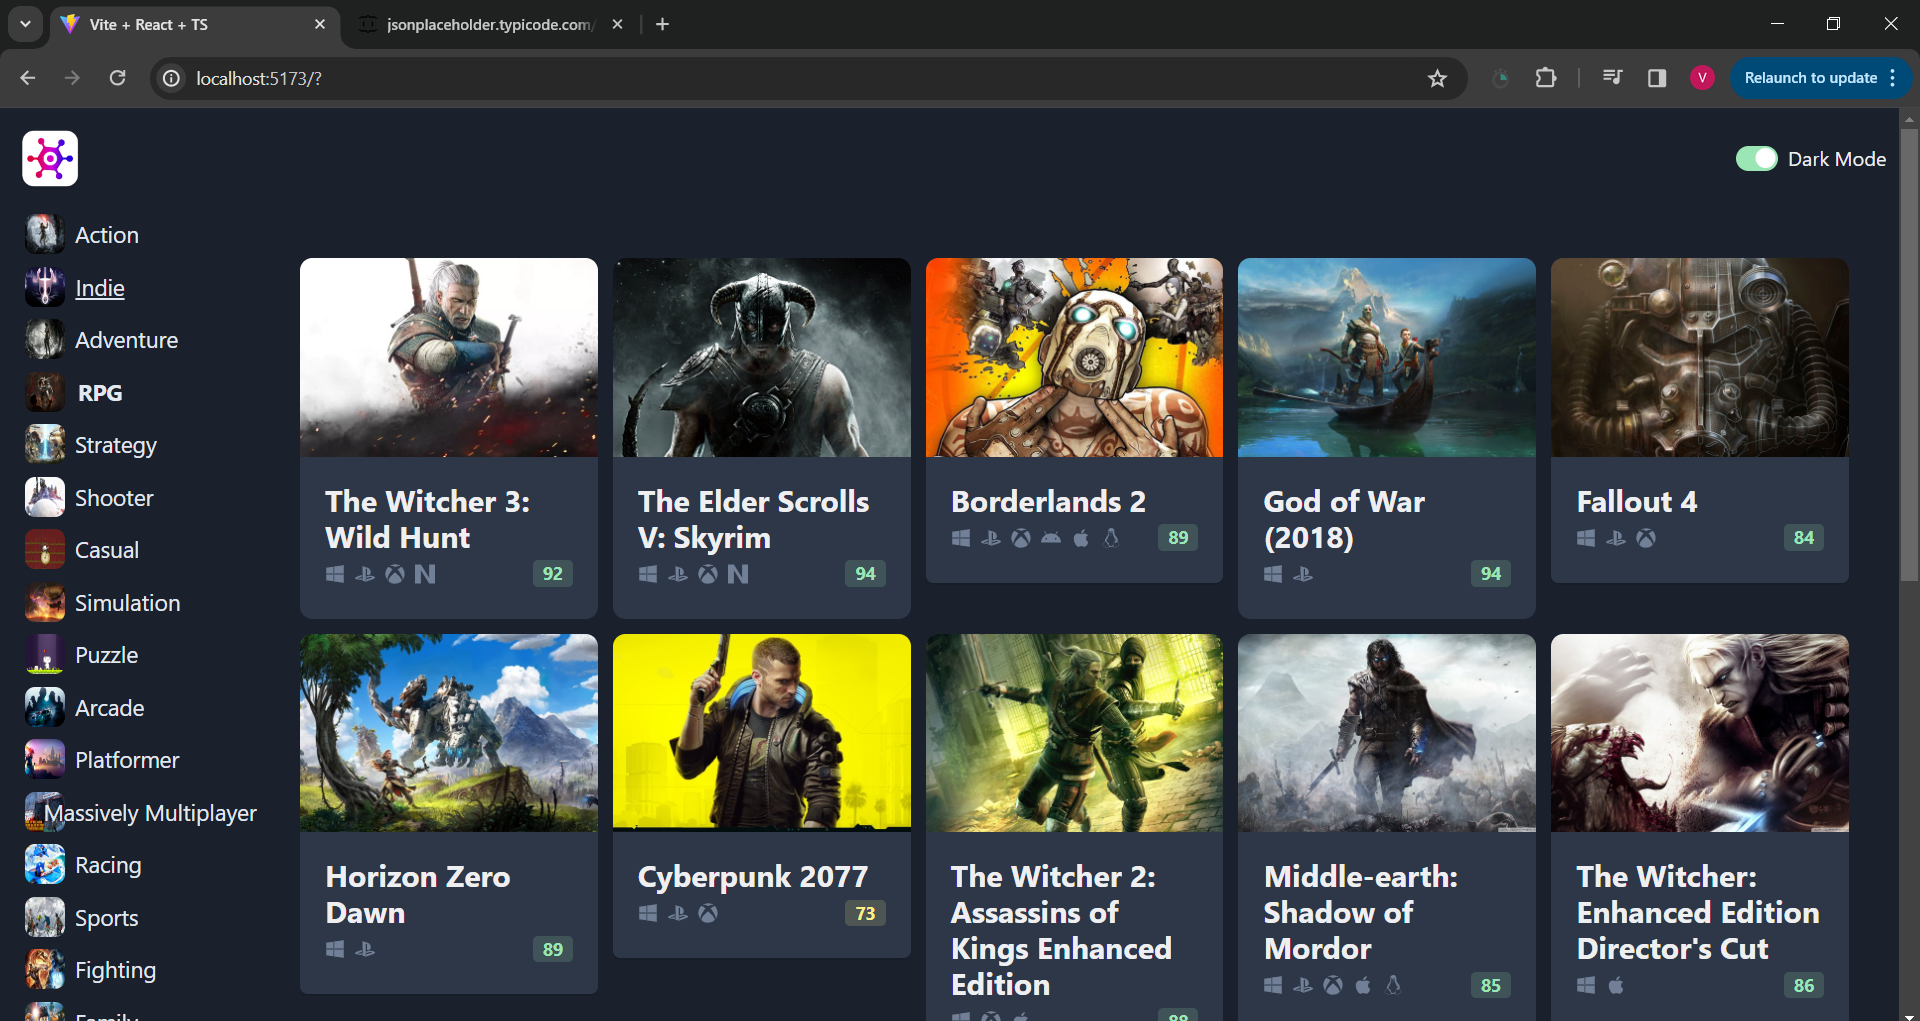 Vite + React + TS
jsonplaceholder.typicode.com/
localhost:5173/?
V
Relaunch to update
Dark Mode
Action
Indie
Adventure
RPG
Strategy
Shooter
Casual
Simulation
Puzzle
Arcade
Platformer
Massively Multiplayer
Racing
Sports
Fighting
Family
The Witcher 3:
Wild Hunt
92
The Elder Scrolls
V: Skyrim
94
Borderlands 2
89
God of War
(2018)
94
Fallout 4
84
Horizon Zero
Dawn
89
Cyberpunk 2077
73
The Witcher 2:
Assassins of
Kings Enhanced
Edition
88
Middle-earth:
Shadow of
Mordor
85
The Witcher:
Enhanced Edition
Director's Cut
86